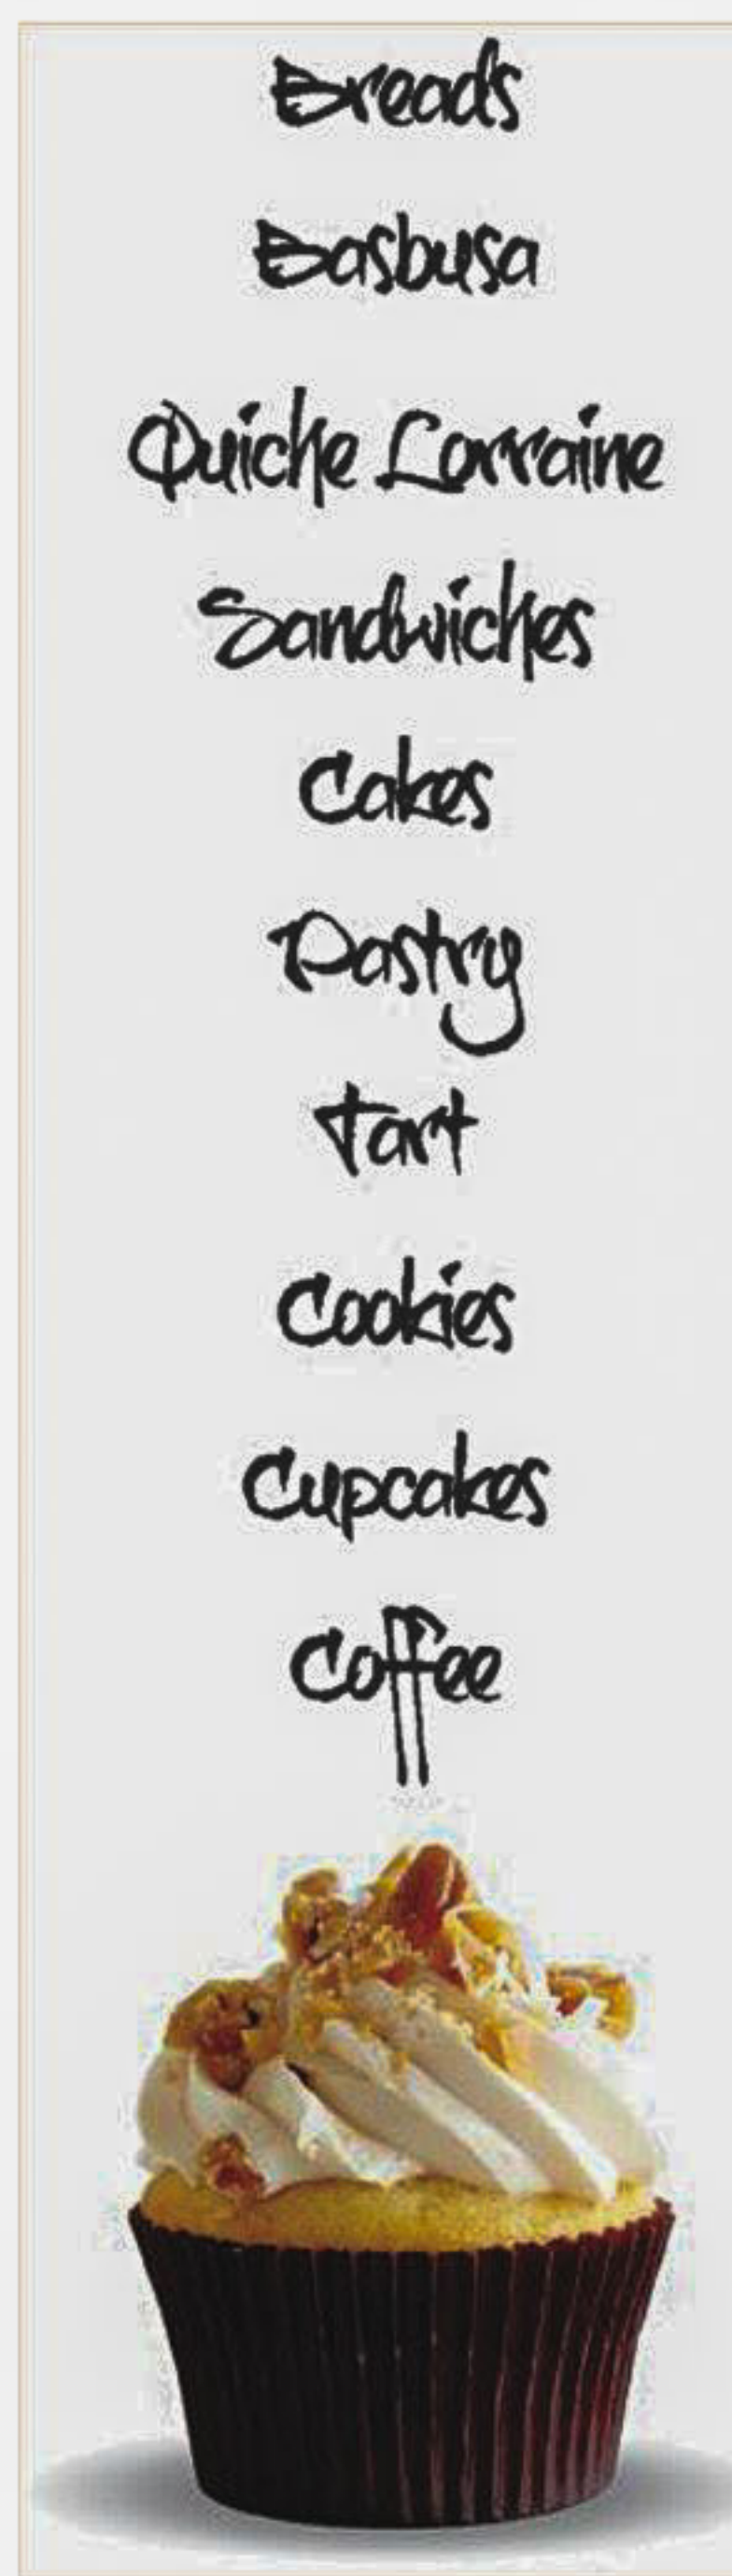 Breads
Basbusa
Quiche Lorraine
Sandwiches
Cakes
Pastry
Tart
Cookies
Cupcakes
Coffee